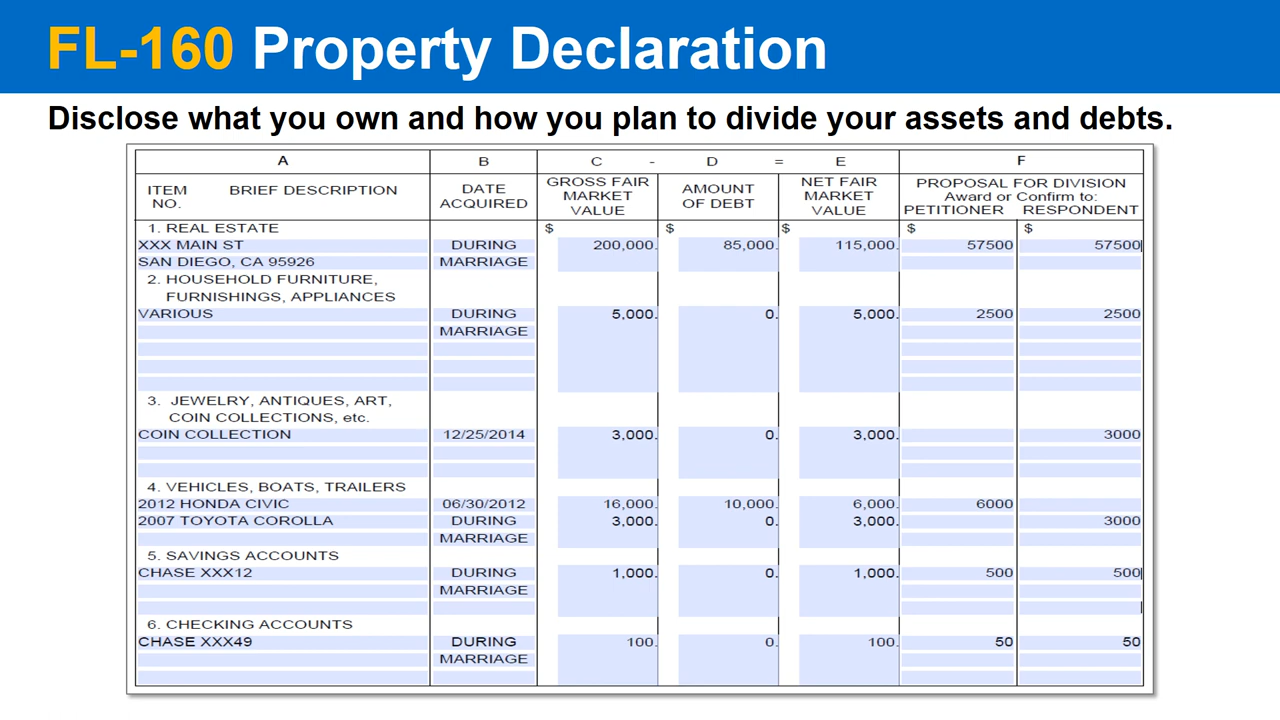 FL-160 Property Declaration
Disclose what you own and how you plan to divide your assets and debts.
A B C - D = E F
ITEM NO. BRIEF DESCRIPTION DATE ACQUIRED GROSS FAIR MARKET VALUE AMOUNT OF DEBT NET FAIR MARKET VALUE PROPOSAL FOR DIVISION Award or Confirm to: PETITIONER RESPONDENT
1. REAL ESTATE $ $ $ $ $
XXX MAIN ST DURING 200,000. 85,000. 115,000. 57500 57500
SAN DIEGO, CA 95926 MARRIAGE
2. HOUSEHOLD FURNITURE,
FURNISHINGS, APPLIANCES
VARIOUS DURING 5,000. 0. 5,000. 2500 2500
MARRIAGE
3. JEWELRY, ANTIQUES, ART,
COIN COLLECTIONS, etc.
COIN COLLECTION 12/25/2014 3,000. 0. 3,000. 3000
4. VEHICLES, BOATS, TRAILERS
2012 HONDA CIVIC 06/30/2012 16,000. 10,000. 6,000. 6000
2007 TOYOTA COROLLA DURING 3,000. 0. 3,000. 3000
MARRIAGE
5. SAVINGS ACCOUNTS
CHASE XXX12 DURING 1,000. 0. 1,000. 500 500
MARRIAGE
6. CHECKING ACCOUNTS
CHASE XXX49 DURING 100. 0. 100. 50 50
MARRIAGE